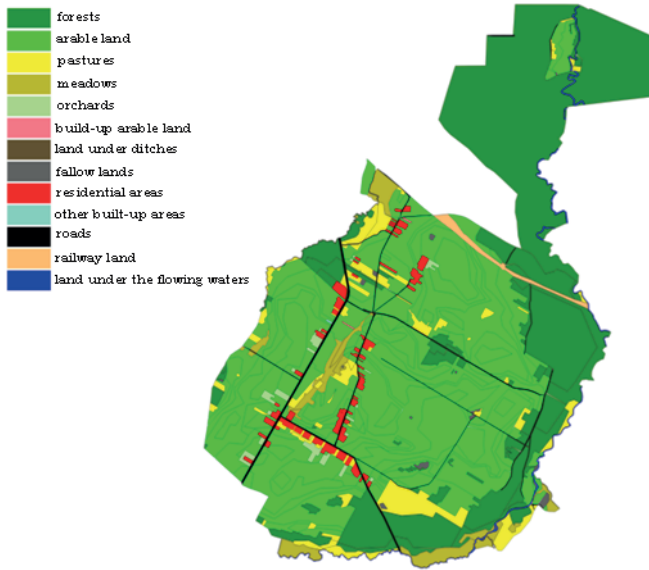 forests
arable land
pastures
meadows
orchards
build-up arable land
land under ditches
fallow lands
residential areas
other built-up areas
roads
railway land
land under the flowing waters